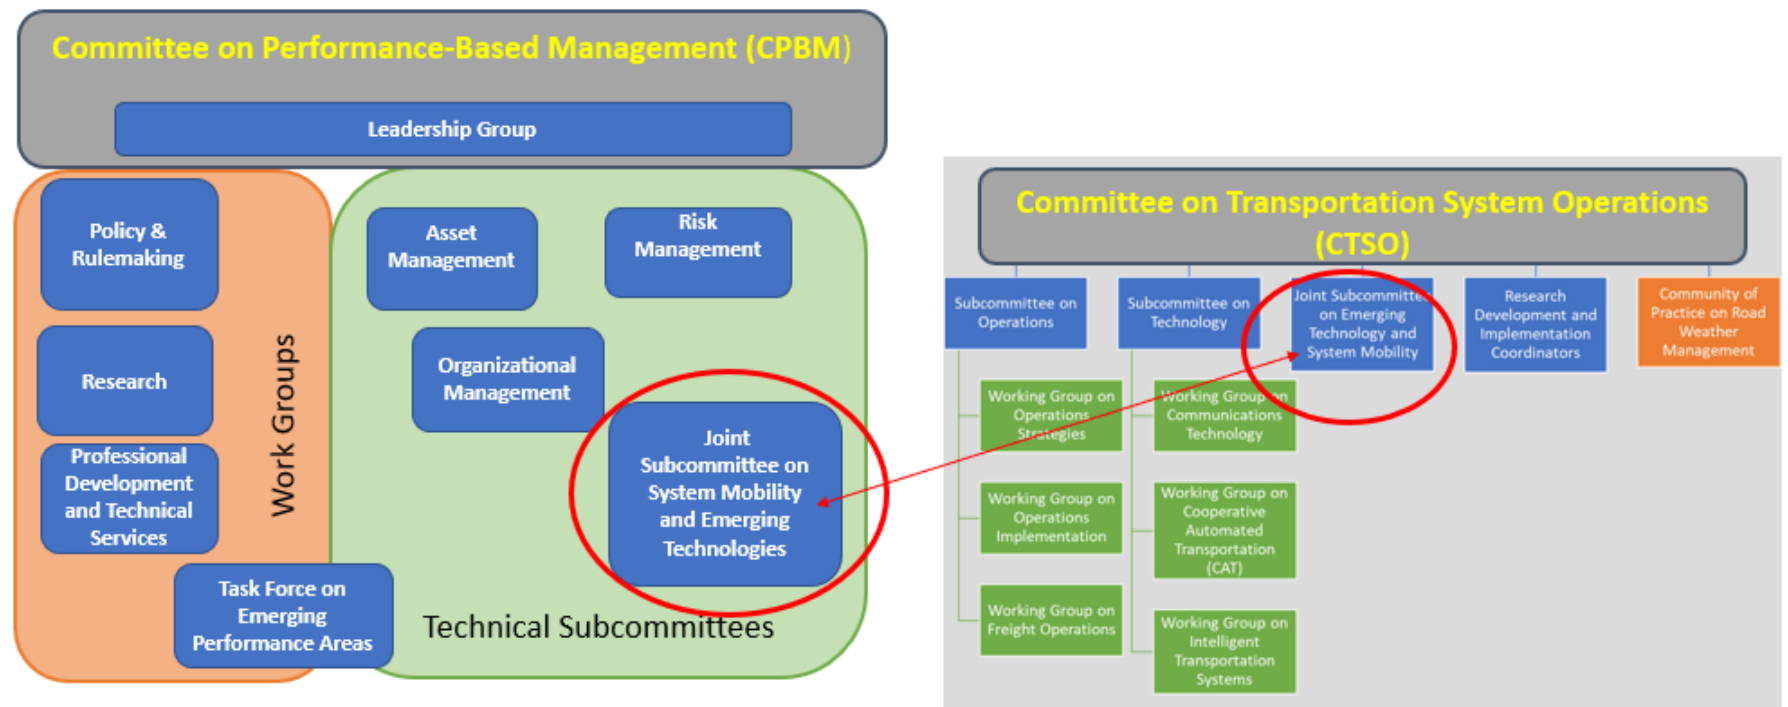 Committee on Performance-Based Management (CPBM)
Leadership Group
Policy &
Rulemaking
Research
Professional
Development
and Technical
Services
Work Groups
Task Force on
Emerging
Performance Areas
Asset
Management
Risk
Management
Organizational
Management
Joint
Subcommittee on
System Mobility
and Emerging
Technologies
Technical Subcommittees
Committee on Transportation System Operations
(CTSO)
Subcommittee on
Operations
Working Group on
Operations
Strategies
Working Group on
Operations
Implementation
Working Group on
Freight Operations
Subcommittee on
Technology
Working Group on
Communications
Technology
Working Group on
Cooperative
Automated
Transportation
(CAT)
Working Group on
Intelligent
Transportation
Systems
Joint Subcommittee
on Emerging
Technology and
System Mobility
Research
Development and
Implementation
Coordinators
Community of
Practice on Road
Weather
Management